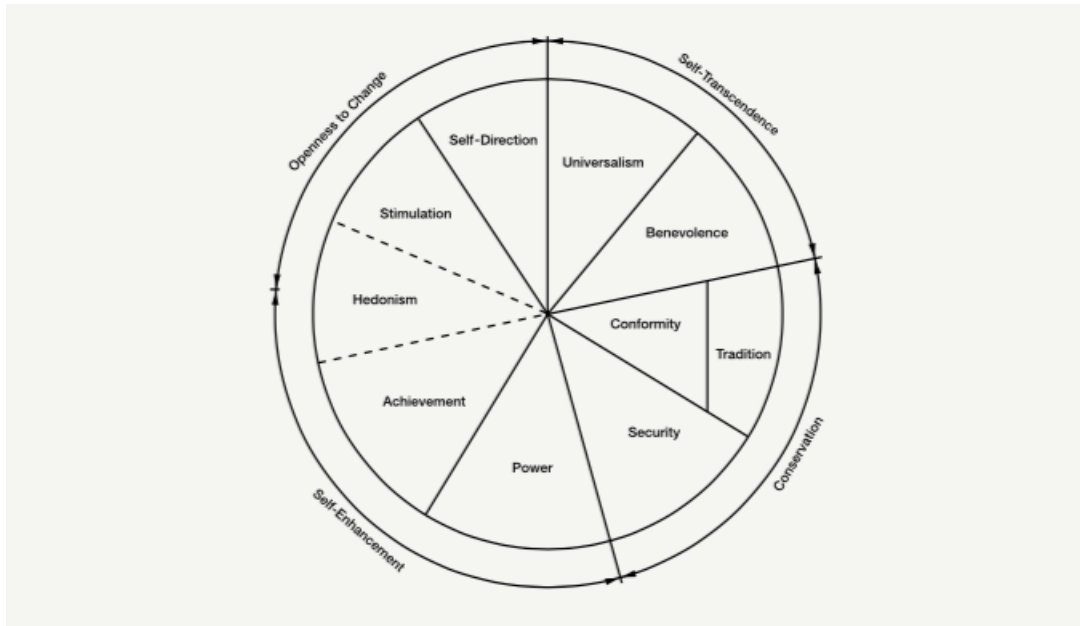 Openness to Change
Self-Transcendence
Self-Direction
Universalism
Stimulation
Benevolence
Hedonism
Conformity
Tradition
Achievement
Security
Power
Conservation
Self-Enhancement